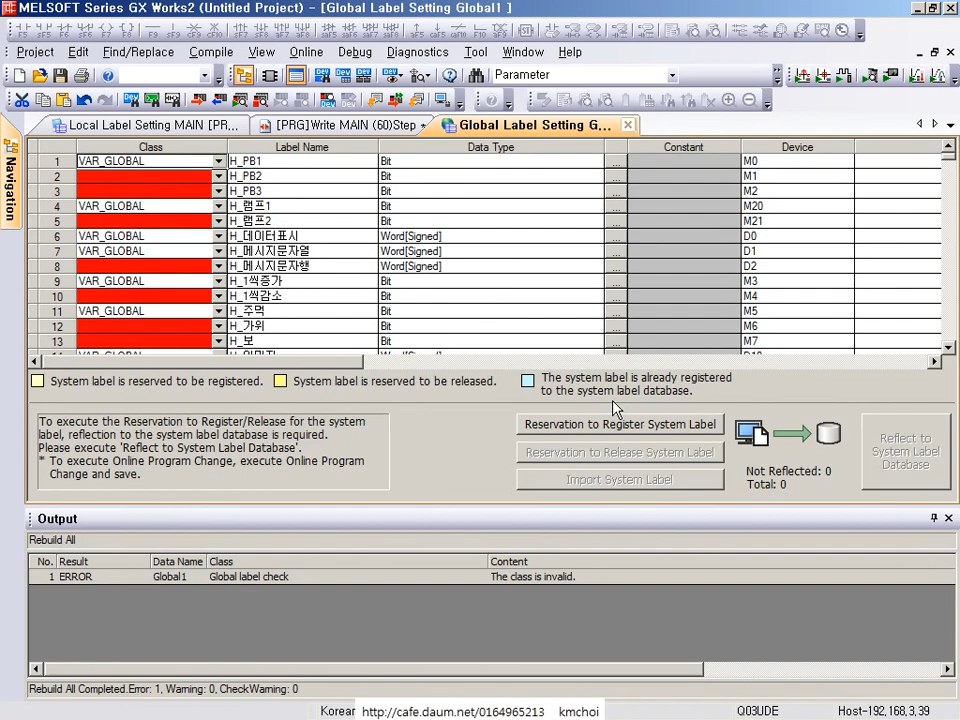 MELSOFT Series GX Works2 (Untitled Project) - [Global Label Setting Global1 ]
Project Edit Find/Replace Compile View Online Debug Diagnostics Tool Window Help
Parameter
Local Label Setting MAIN [PR... [PRG]Write MAIN (60)Step Global Label Setting G...
Navigation
Class Label Name Data Type Constant Device
1 VAR_GLOBAL H_PB1 Bit ... M0
2 H_PB2 Bit ... M1
3 H_PB3 Bit ... M2
4 VAR_GLOBAL H_램프1 Bit ... M20
5 H_램프2 Bit ... M21
6 VAR_GLOBAL H_데이터표시 Word[Signed] ... D0
7 VAR_GLOBAL H_메시지문자열 Word[Signed] ... D1
8 H_메시지문자행 Word[Signed] ... D2
9 VAR_GLOBAL H_1씩증가 Bit ... M3
10 H_1씩감소 Bit ... M4
11 VAR_GLOBAL H_주먹 Bit ... M5
12 H_가위 Bit ... M6
13 H_보 Bit ... M7
System label is reserved to be registered. System label is reserved to be released. The system label is already registered
to the system label database.
To execute the Reservation to Register/Release for the system
label, reflection to the system label database is required.
Please execute 'Reflect to System Label Database'.
* To execute Online Program Change, execute Online Program
Change and save.
Reservation to Register System Label
Reservation to Release System Label
Import System Label
Not Reflected: 0
Total: 0
Reflect to
System Label
Database
Output
Rebuild All
No. Result Data Name Class Content
1 ERROR Global1 Global label check The class is invalid.
Rebuild All Completed.Error: 1, Warning: 0, CheckWarning: 0
Korean http://cafe.daum.net/0164965213 kmchoi Q03UDE Host-192,168,3,39